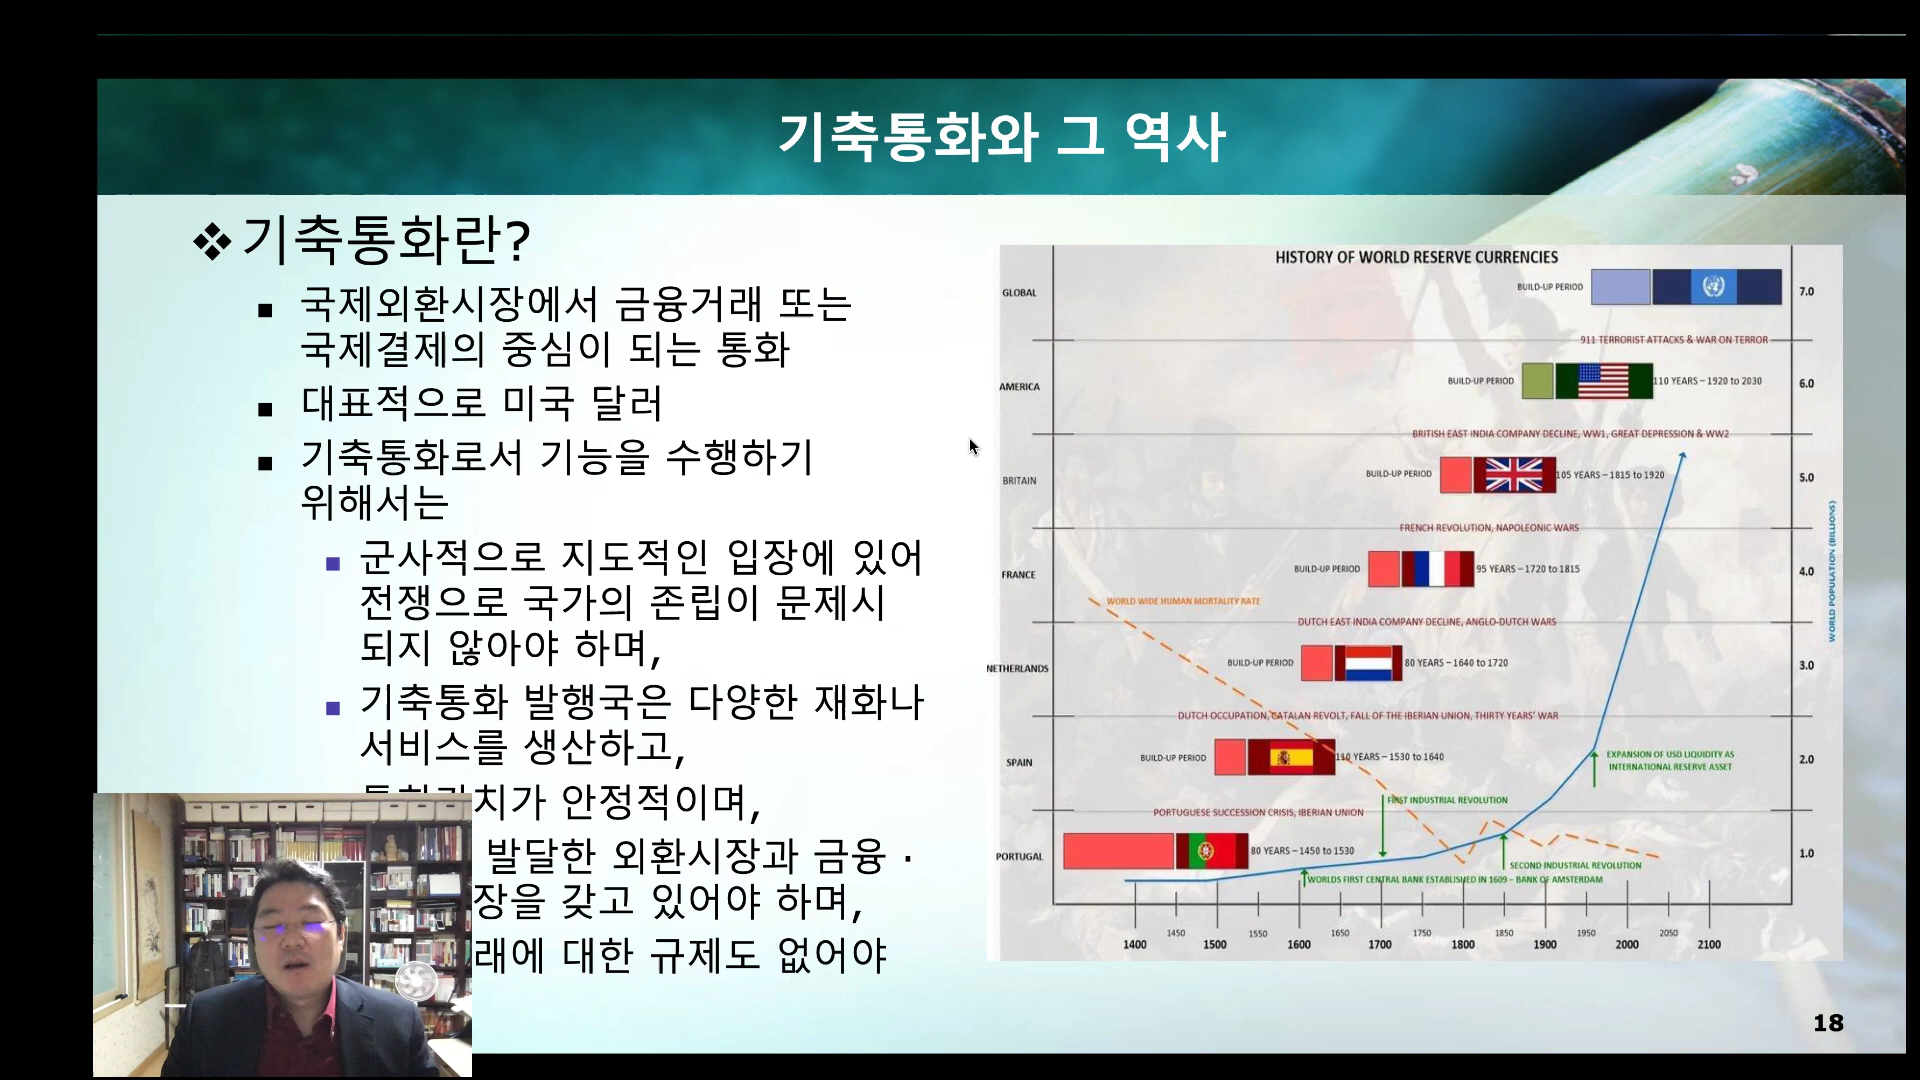 기축통화와 그 역사
❖기축통화란?
▪ 국제외환시장에서 금융거래 또는
국제결제의 중심이 되는 통화
▪ 대표적으로 미국 달러
▪ 기축통화로서 기능을 수행하기
위해서는
▪ 군사적으로 지도적인 입장에 있어
전쟁으로 국가의 존립이 문제시
되지 않아야 하며,
▪ 기축통화 발행국은 다양한 재화나
서비스를 생산하고,
치가 안정적이며,
발달한 외환시장과 금융 ·
장을 갖고 있어야 하며,
래에 대한 규제도 없어야
HISTORY OF WORLD RESERVE CURRENCIES
GLOBAL BUILD-UP PERIOD 7.0
911 TERRORIST ATTACKS & WAR ON TERROR
AMERICA BUILD-UP PERIOD 110 YEARS – 1920 to 2030 6.0
BRITISH EAST INDIA COMPANY DECLINE, WW1, GREAT DEPRESSION & WW2
BRITAIN BUILD-UP PERIOD 105 YEARS – 1815 to 1920 5.0
FRENCH REVOLUTION, NAPOLEONIC WARS
FRANCE BUILD-UP PERIOD 95 YEARS – 1720 to 1815 4.0
WORLD WIDE HUMAN MORTALITY RATE
WORLD POPULATION (BILLIONS)
DUTCH EAST INDIA COMPANY DECLINE, ANGLO-DUTCH WARS
NETHERLANDS BUILD-UP PERIOD 80 YEARS – 1640 to 1720 3.0
DUTCH OCCUPATION, CATALAN REVOLT, FALL OF THE IBERIAN UNION, THIRTY YEARS' WAR
SPAIN BUILD-UP PERIOD 110 YEARS – 1530 to 1640 2.0
EXPANSION OF USD LIQUIDITY AS
INTERNATIONAL RESERVE ASSET
FIRST INDUSTRIAL REVOLUTION
PORTUGUESE SUCCESSION CRISIS, IBERIAN UNION
PORTUGAL BUILD-UP PERIOD 80 YEARS – 1450 to 1530 1.0
SECOND INDUSTRIAL REVOLUTION
WORLDS FIRST CENTRAL BANK ESTABLISHED IN 1609 – BANK OF AMSTERDAM
1400 1450 1500 1550 1600 1650 1700 1750 1800 1850 1900 1950 2000 2050 2100
18